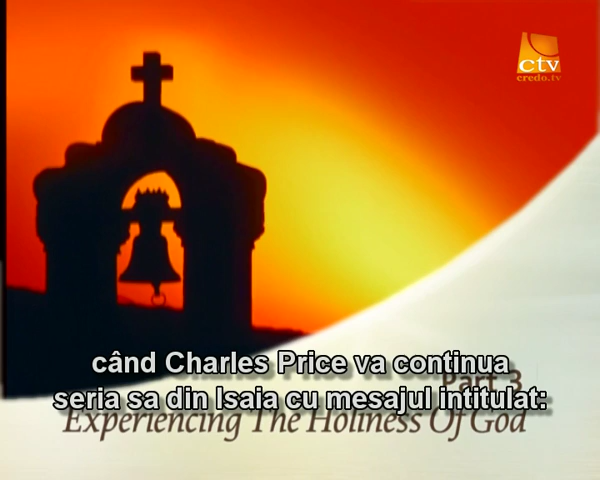 ctv
credo.tv
când Charles Price va continua
Part 3
seria sa din Isaia cu mesajul intitulat:
Experiencing The Holiness Of God